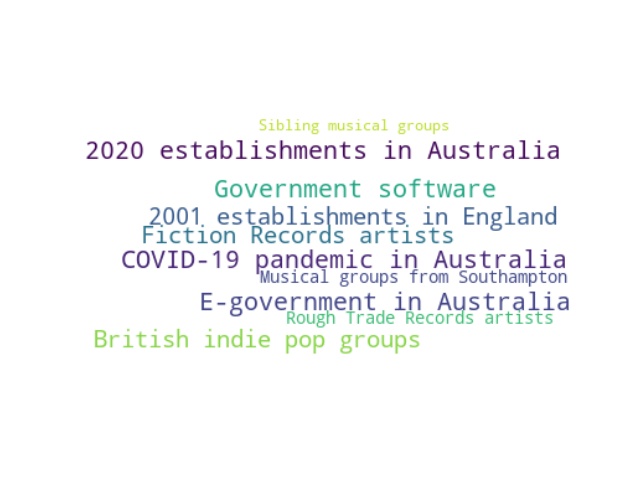 Sibling musical groups
2020 establishments in Australia
Government software
2001 establishments in England
Fiction Records artists
COVID-19 pandemic in Australia
Musical groups from Southampton
E-government in Australia
Rough Trade Records artists
British indie pop groups